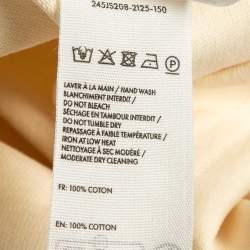 245JS208-2125-150
LAVER À LA MAIN / HAND WASH
BLANCHIMENT INTERDIT /
DO NOT BLEACH
SÉCHAGE EN TAMBOUR INTERDIT /
DO NOT TUMBLE DRY
REPASSAGE À FAIBLE TEMPÉRATURE /
IRON AT LOW HEAT
NETTOYAGE À SEC MODÉRÉ /
MODERATE DRY CLEANING
FR: 100% COTON
EN: 100% COTTON